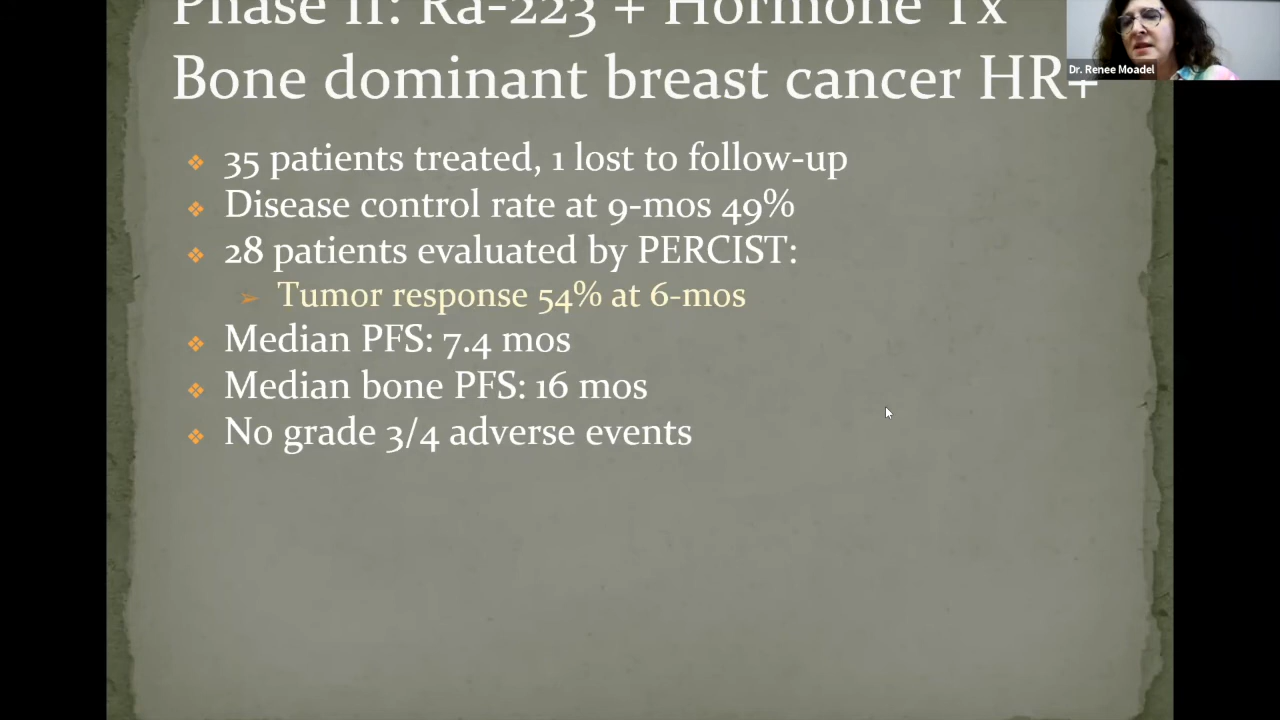 Phase II: Ra-223 + Hormone Tx
Bone dominant breast cancer HR+
Dr. Renee Moadel
35 patients treated, 1 lost to follow-up
Disease control rate at 9-mos 49%
28 patients evaluated by PERCIST:
Tumor response 54% at 6-mos
Median PFS: 7.4 mos
Median bone PFS: 16 mos
No grade 3/4 adverse events